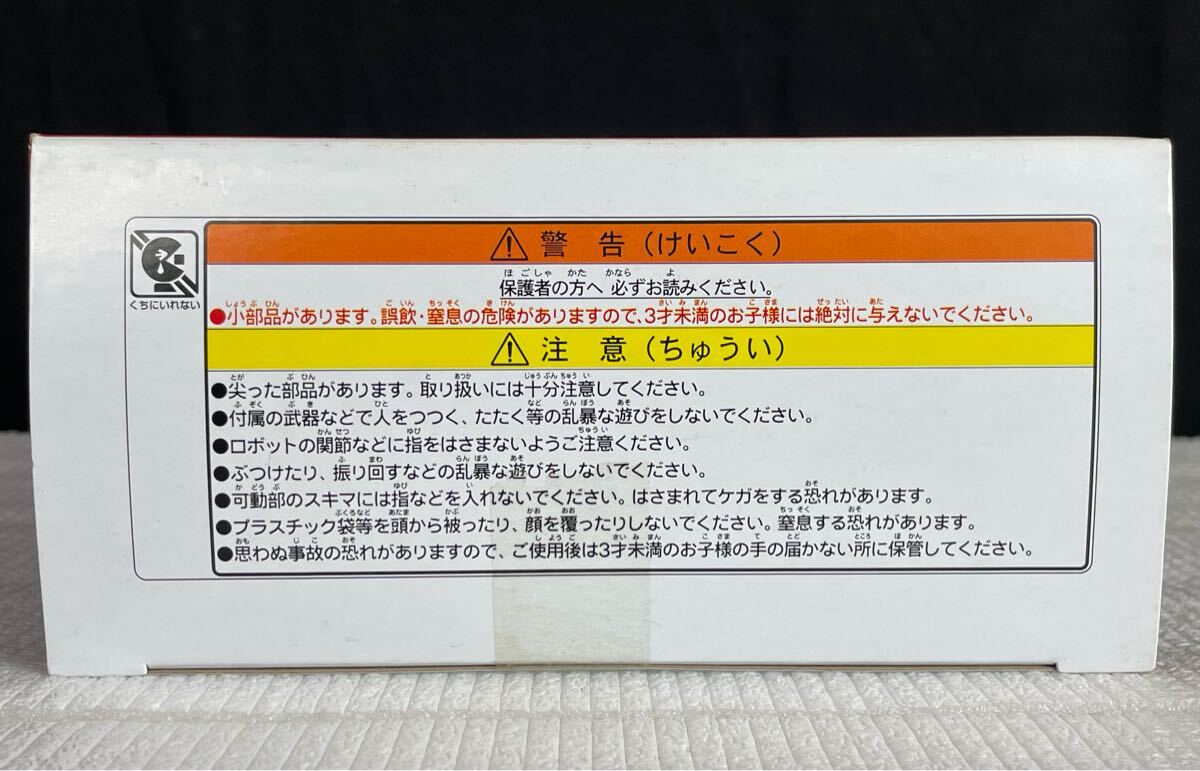 くちにいれない
⚠ 警 告（けいこく）
保護者の方へ 必ずお読みください。
●小部品があります。誤飲・窒息の危険がありますので、3才未満のお子様には絶対に与えないでください。
⚠ 注 意（ちゅうい）
●尖った部品があります。取り扱いには十分注意してください。
●付属の武器などで人をつつく、たたく等の乱暴な遊びをしないでください。
●ロボットの関節などに指をはさまないようご注意ください。
●ぶつけたり、振り回すなどの乱暴な遊びをしないでください。
●可動部のスキマには指などを入れないでください。はさまれてケガをする恐れがあります。
●プラスチック袋等を頭から被ったり、顔を覆ったりしないでください。窒息する恐れがあります。
●思わぬ事故の恐れがありますので、ご使用後は3才未満のお子様の手の届かない所に保管してください。